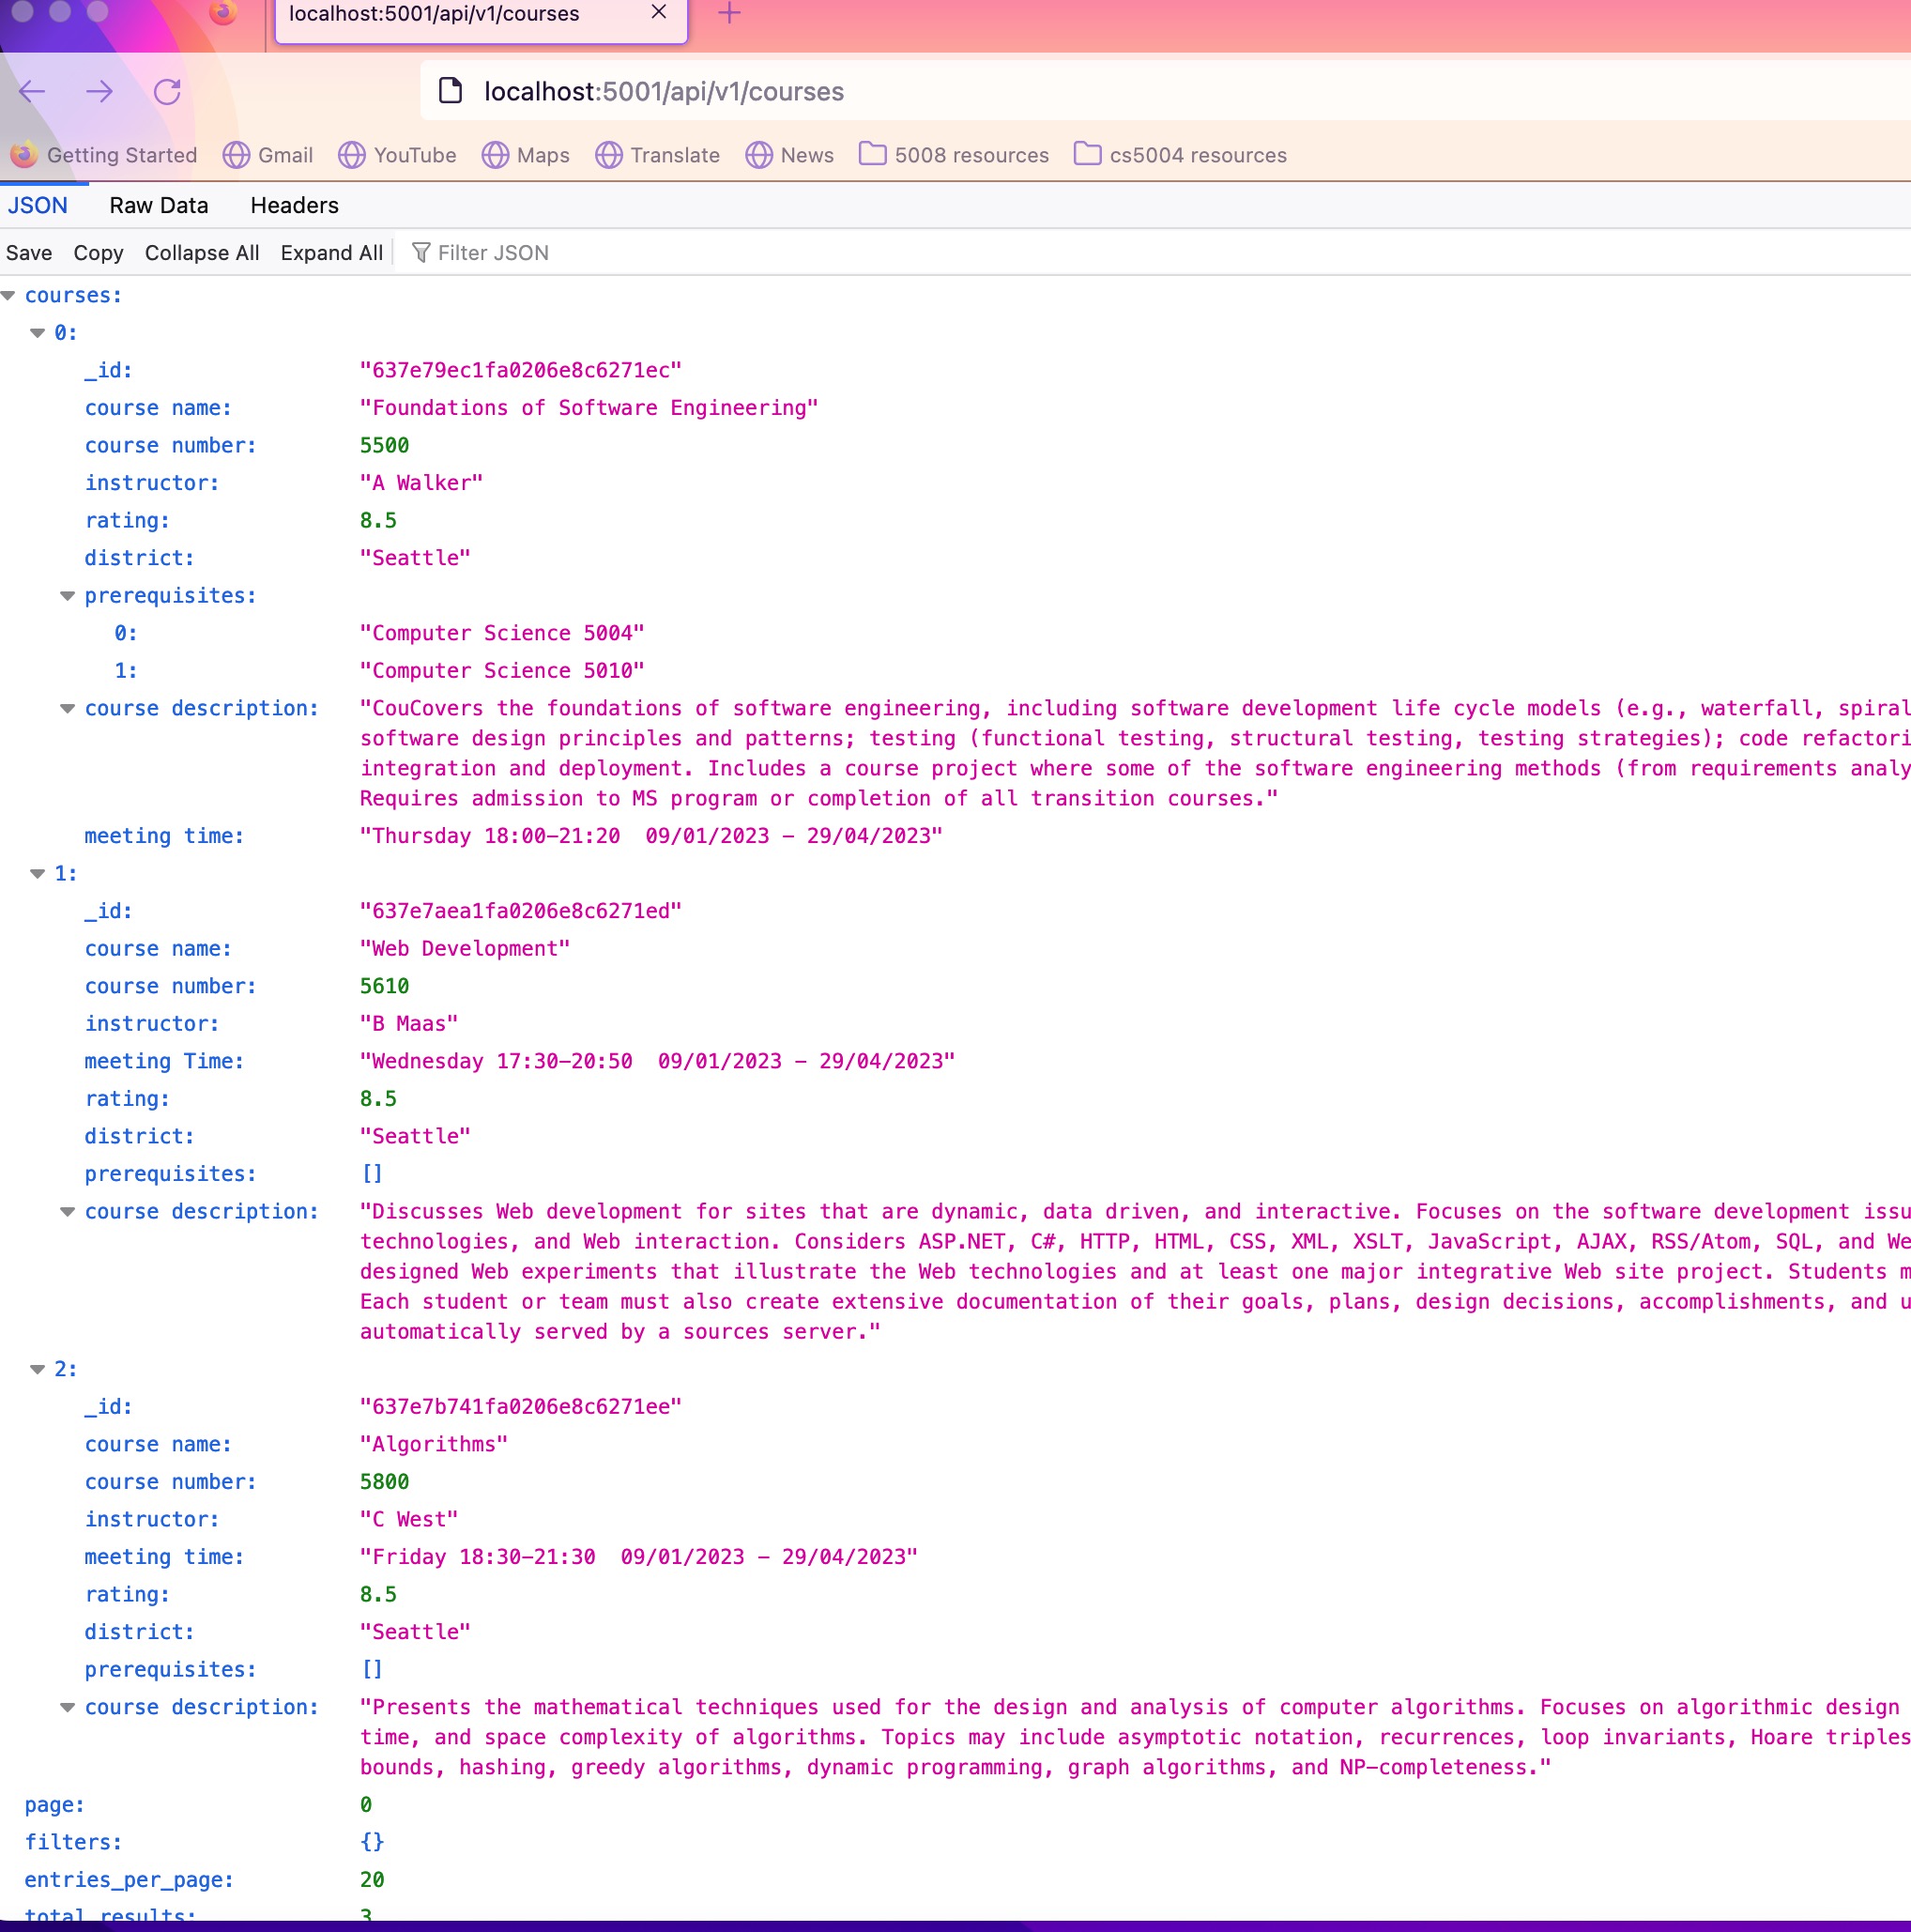 localhost:5001/api/v1/courses
localhost:5001/api/v1/courses
Getting Started Gmail YouTube Maps Translate News 5008 resources cs5004 resources
JSON Raw Data Headers
Save Copy Collapse All Expand All Filter JSON
courses:
0:
_id: "637e79ec1fa0206e8c6271ec"
course name: "Foundations of Software Engineering"
course number: 5500
instructor: "A Walker"
rating: 8.5
district: "Seattle"
prerequisites:
0: "Computer Science 5004"
1: "Computer Science 5010"
course description: "CouCovers the foundations of software engineering, including software development life cycle models (e.g., waterfall, spiral
software design principles and patterns; testing (functional testing, structural testing, testing strategies); code refactori
integration and deployment. Includes a course project where some of the software engineering methods (from requirements analy
Requires admission to MS program or completion of all transition courses."
meeting time: "Thursday 18:00-21:20  09/01/2023 - 29/04/2023"
1:
_id: "637e7aea1fa0206e8c6271ed"
course name: "Web Development"
course number: 5610
instructor: "B Maas"
meeting Time: "Wednesday 17:30-20:50  09/01/2023 - 29/04/2023"
rating: 8.5
district: "Seattle"
prerequisites: []
course description: "Discusses Web development for sites that are dynamic, data driven, and interactive. Focuses on the software development issu
technologies, and Web interaction. Considers ASP.NET, C#, HTTP, HTML, CSS, XML, XSLT, JavaScript, AJAX, RSS/Atom, SQL, and We
designed Web experiments that illustrate the Web technologies and at least one major integrative Web site project. Students m
Each student or team must also create extensive documentation of their goals, plans, design decisions, accomplishments, and u
automatically served by a sources server."
2:
_id: "637e7b741fa0206e8c6271ee"
course name: "Algorithms"
course number: 5800
instructor: "C West"
meeting time: "Friday 18:30-21:30  09/01/2023 - 29/04/2023"
rating: 8.5
district: "Seattle"
prerequisites: []
course description: "Presents the mathematical techniques used for the design and analysis of computer algorithms. Focuses on algorithmic design
time, and space complexity of algorithms. Topics may include asymptotic notation, recurrences, loop invariants, Hoare triples
bounds, hashing, greedy algorithms, dynamic programming, graph algorithms, and NP-completeness."
page: 0
filters: {}
entries_per_page: 20
total_results: 3